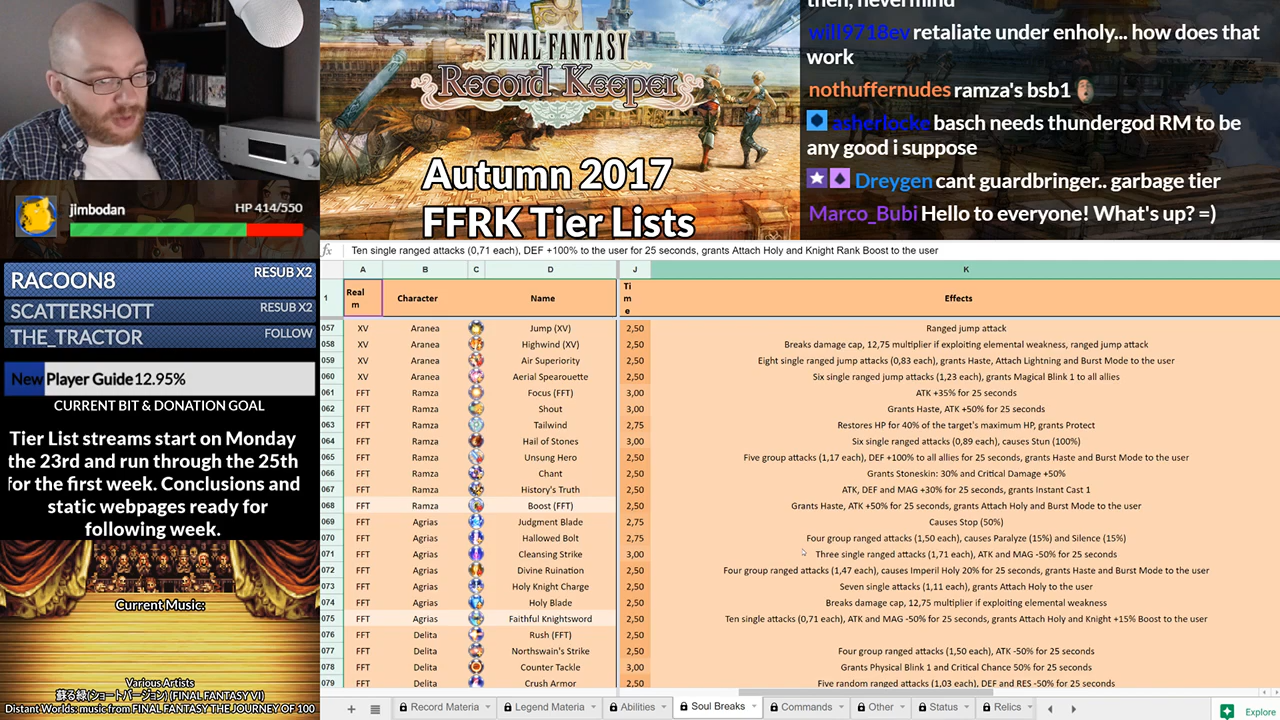 then, nevermind
will9718ev retaliate under enholy... how does that
work
nothuffernudes ramza's bsb1
asherlocke basch needs thundergod RM to be
any good i suppose
Dreygen cant guardbringer.. garbage tier
Marco_Bubi Hello to everyone! What's up? =)
FINAL FANTASY
Record Keeper
Autumn 2017
FFRK Tier Lists
jimbodan HP 414/550
RACOON8 RESUB X2
SCATTERSHOTT RESUB X2
THE_TRACTOR FOLLOW
New Player Guide 12.95%
CURRENT BIT & DONATION GOAL
Tier List streams start on Monday
the 23rd and run through the 25th
for the first week. Conclusions and
static webpages ready for
following week.
Current Music:
Various Artists
蘇る緑(ショートバージョン) (FINAL FANTASY VI)
Distant Worlds: music from FINAL FANTASY THE JOURNEY OF 100
fx Ten single ranged attacks (0,71 each), DEF +100% to the user for 25 seconds, grants Attach Holy and Knight Rank Boost to the user
A B C D J K
1 Realm Character Name Time Effects
057 XV Aranea Jump (XV) 2,50 Ranged jump attack
058 XV Aranea Highwind (XV) 2,50 Breaks damage cap, 12,75 multiplier if exploiting elemental weakness, ranged jump attack
059 XV Aranea Air Superiority 2,50 Eight single ranged jump attacks (0,83 each), grants Haste, Attach Lightning and Burst Mode to the user
060 XV Aranea Aerial Spearouette 2,50 Six single ranged jump attacks (1,23 each), grants Magical Blink 1 to all allies
061 FFT Ramza Focus (FFT) 3,00 ATK +35% for 25 seconds
062 FFT Ramza Shout 3,00 Grants Haste, ATK +50% for 25 seconds
063 FFT Ramza Tailwind 2,75 Restores HP for 40% of the target's maximum HP, grants Protect
064 FFT Ramza Hail of Stones 3,00 Six single ranged attacks (0,89 each), causes Stun (100%)
065 FFT Ramza Unsung Hero 2,50 Five group attacks (1,17 each), DEF +100% to all allies for 25 seconds, grants Haste and Burst Mode to the user
066 FFT Ramza Chant 2,50 Grants Stoneskin: 30% and Critical Damage +50%
067 FFT Ramza History's Truth 2,50 ATK, DEF and MAG +30% for 25 seconds, grants Instant Cast 1
068 FFT Ramza Boost (FFT) 2,50 Grants Haste, ATK +50% for 25 seconds, grants Attach Holy and Burst Mode to the user
069 FFT Agrias Judgment Blade 2,75 Causes Stop (50%)
070 FFT Agrias Hallowed Bolt 2,75 Four group ranged attacks (1,50 each), causes Paralyze (15%) and Silence (15%)
071 FFT Agrias Cleansing Strike 3,00 Three single ranged attacks (1,71 each), ATK and MAG -50% for 25 seconds
072 FFT Agrias Divine Ruination 2,50 Four group ranged attacks (1,47 each), causes Imperil Holy 20% for 25 seconds, grants Haste and Burst Mode to the user
073 FFT Agrias Holy Knight Charge 2,50 Seven single attacks (1,11 each), grants Attach Holy to the user
074 FFT Agrias Holy Blade 2,50 Breaks damage cap, 12,75 multiplier if exploiting elemental weakness
075 FFT Agrias Faithful Knightsword 2,50 Ten single attacks (0,71 each), ATK and MAG -50% for 25 seconds, grants Attach Holy and Knight +15% Boost to the user
076 FFT Delita Rush (FFT) 2,50
077 FFT Delita Northswain's Strike 2,50 Four group ranged attacks (1,50 each), ATK -50% for 25 seconds
078 FFT Delita Counter Tackle 3,00 Grants Physical Blink 1 and Critical Chance 50% for 25 seconds
079 FFT Delita Crush Armor 2,50 Five random ranged attacks (1,03 each), DEF and RES -50% for 25 seconds
Record Materia Legend Materia Abilities Soul Breaks Commands Other Status Relics Explore